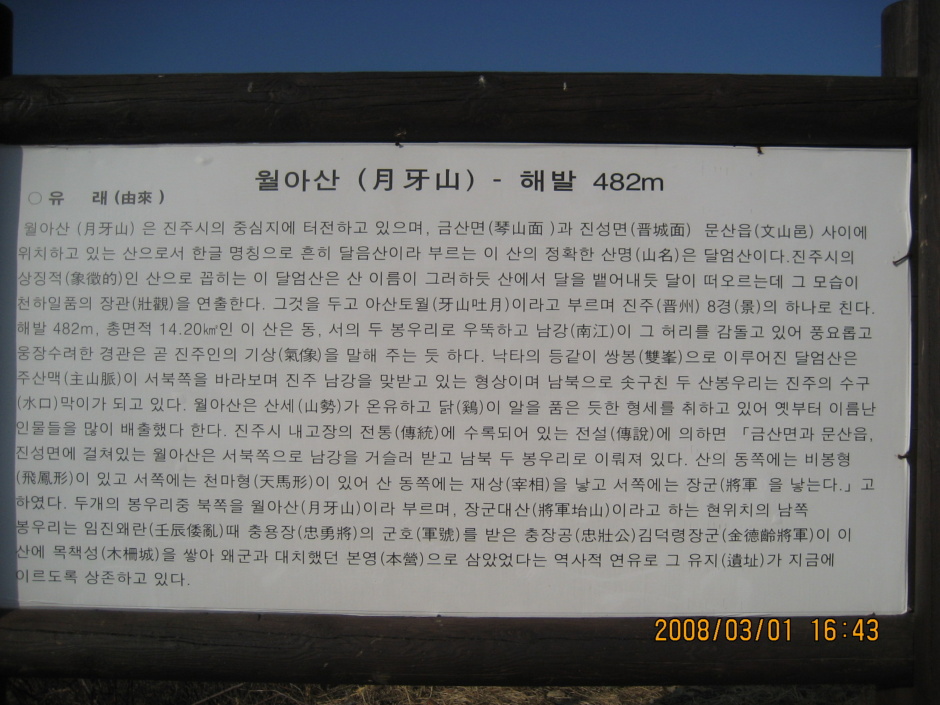 월아산 (月牙山) - 해발 482m
○ 유 래 (由來)
월아산 (月牙山) 은 진주시의 중심지에 터전하고 있으며, 금산면(琴山面 )과 진성면(晋城面) 문산읍(文山邑) 사이에
위치하고 있는 산으로서 한글 명칭으로 흔히 달음산이라 부르는 이 산의 정확한 산명(山名)은 달엄산이다.진주시의
상징적(象徵的)인 산으로 꼽히는 이 달엄산은 산 이름이 그러하듯 산에서 달을 뱉어내듯 달이 떠오르는데 그 모습이
천하일품의 장관(壯觀)을 연출한다. 그것을 두고 아산토월(牙山吐月)이라고 부르며 진주(晋州) 8경(景)의 하나로 친다.
해발 482m, 총면적 14.20㎢인 이 산은 동, 서의 두 봉우리로 우뚝하고 남강(南江)이 그 허리를 감돌고 있어 풍요롭고
웅장수려한 경관은 곧 진주인의 기상(氣像)을 말해 주는 듯 하다. 낙타의 등같이 쌍봉(雙峯)으로 이루어진 달엄산은
주산맥(主山脈)이 서북쪽을 바라보며 진주 남강을 맞받고 있는 형상이며 남북으로 솟구친 두 산봉우리는 진주의 수구
(水口)막이가 되고 있다. 월아산은 산세(山勢)가 온유하고 닭(鷄)이 알을 품은 듯한 형세를 취하고 있어 옛부터 이름난
인물들을 많이 배출했다 한다. 진주시 내고장의 전통(傳統)에 수록되어 있는 전설(傳說)에 의하면 「금산면과 문산읍,
진성면에 걸쳐있는 월아산은 서북쪽으로 남강을 거슬러 받고 남북 두 봉우리로 이뤄져 있다. 산의 동쪽에는 비봉형
(飛鳳形)이 있고 서쪽에는 천마형(天馬形)이 있어 산 동쪽에는 재상(宰相)을 낳고 서쪽에는 장군(將軍 을 낳는다.」고
하였다. 두개의 봉우리중 북쪽을 월아산(月牙山)이라 부르며, 장군대산(將軍坮山)이라고 하는 현위치의 남쪽
봉우리는 임진왜란(壬辰倭亂)때 충용장(忠勇將)의 군호(軍號)를 받은 충장공(忠壯公)김덕령장군(金德齡將軍)이 이
산에 목책성(木柵城)을 쌓아 왜군과 대치했던 본영(本營)으로 삼았었다는 역사적 연유로 그 유지(遺址)가 지금에
이르도록 상존하고 있다.
2008/03/01 16:43